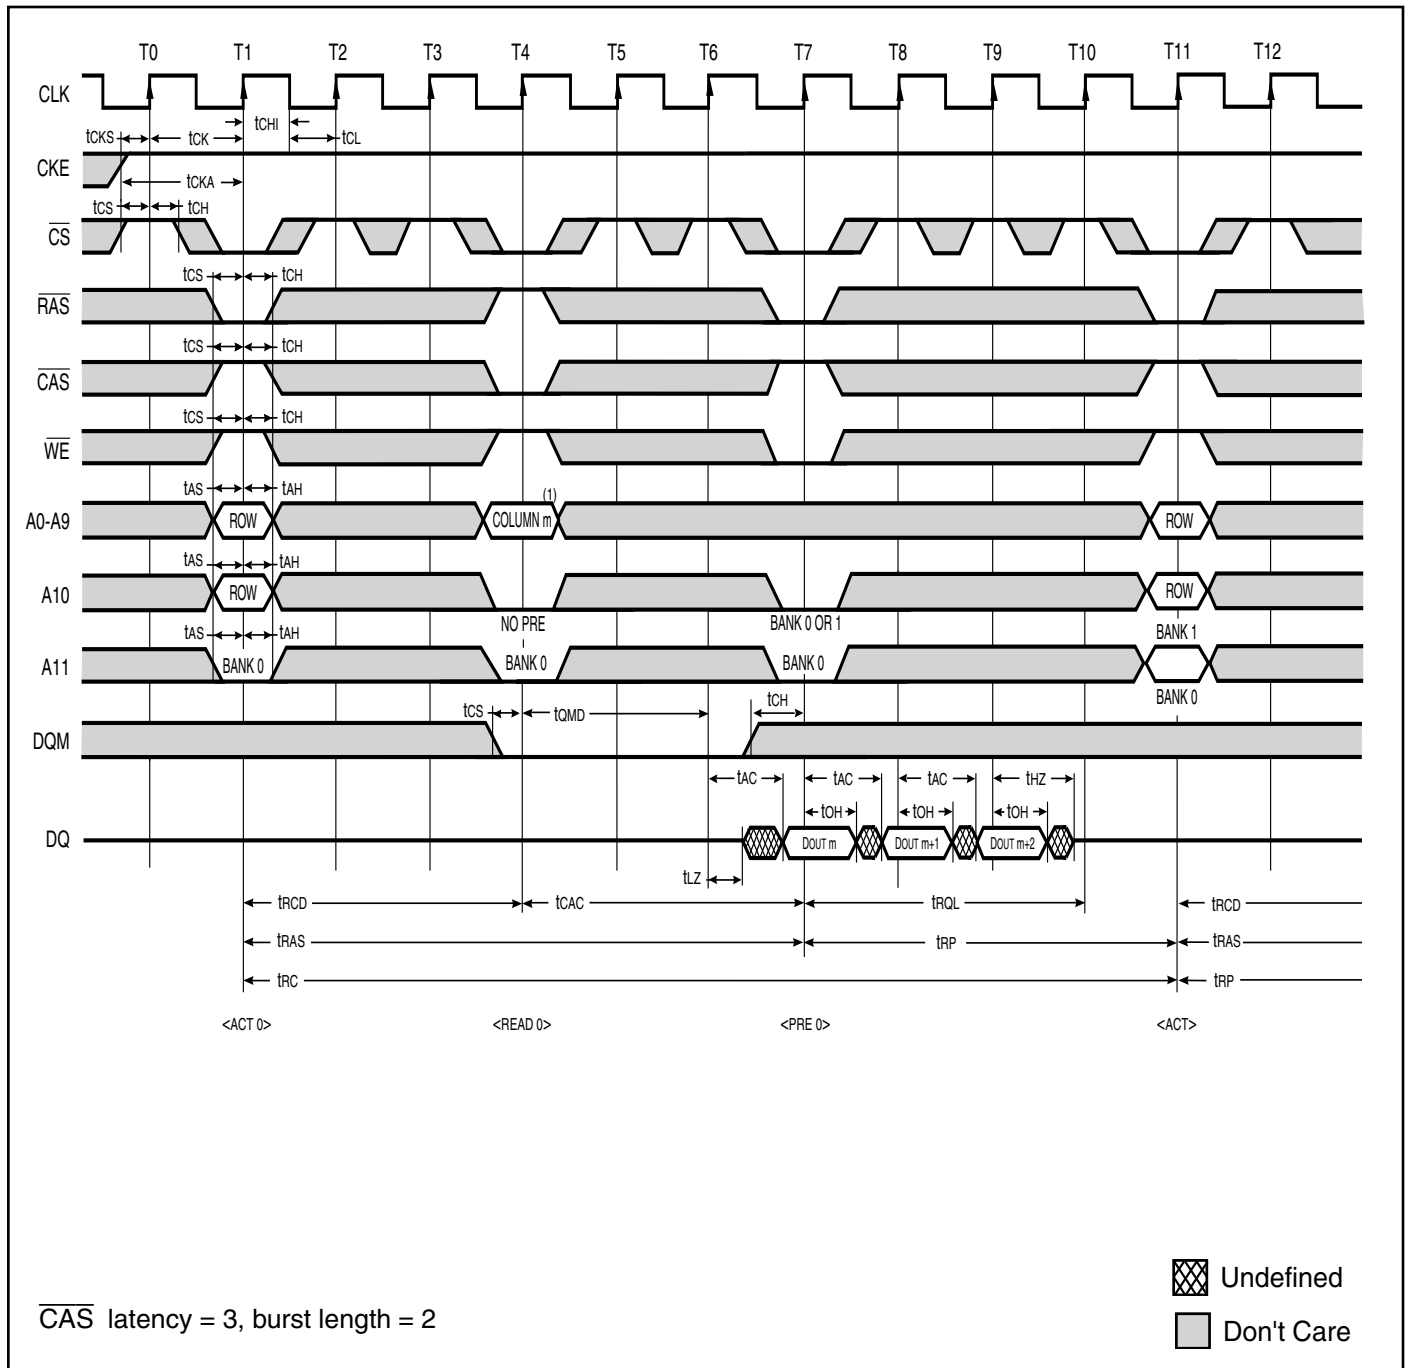 T0 T1 T2 T3 T4 T5 T6 T7 T8 T9 T10 T11 T12
CLK
tCKS tCK tCHI tCL
CKE
tCKA
tCS tCH
CS
tCS tCH
RAS
tCS tCH
CAS
tCS tCH
WE
tAS tAH (1)
A0-A9 ROW COLUMN m ROW
tAS tAH
A10 ROW ROW
NO PRE BANK 0 OR 1 BANK 1
tAS tAH
A11 BANK 0 BANK 0 BANK 0
BANK 0
tCS tQMD tCH
DQM
tAC tAC tAC tHZ
tOH tOH tOH
DQ DOUT m DOUT m+1 DOUT m+2
tLZ
tRCD tCAC tRQL tRCD
tRAS tRP tRAS
tRC tRP
<ACT 0> <READ 0> <PRE 0> <ACT>
Undefined
CAS latency = 3, burst length = 2
Don't Care